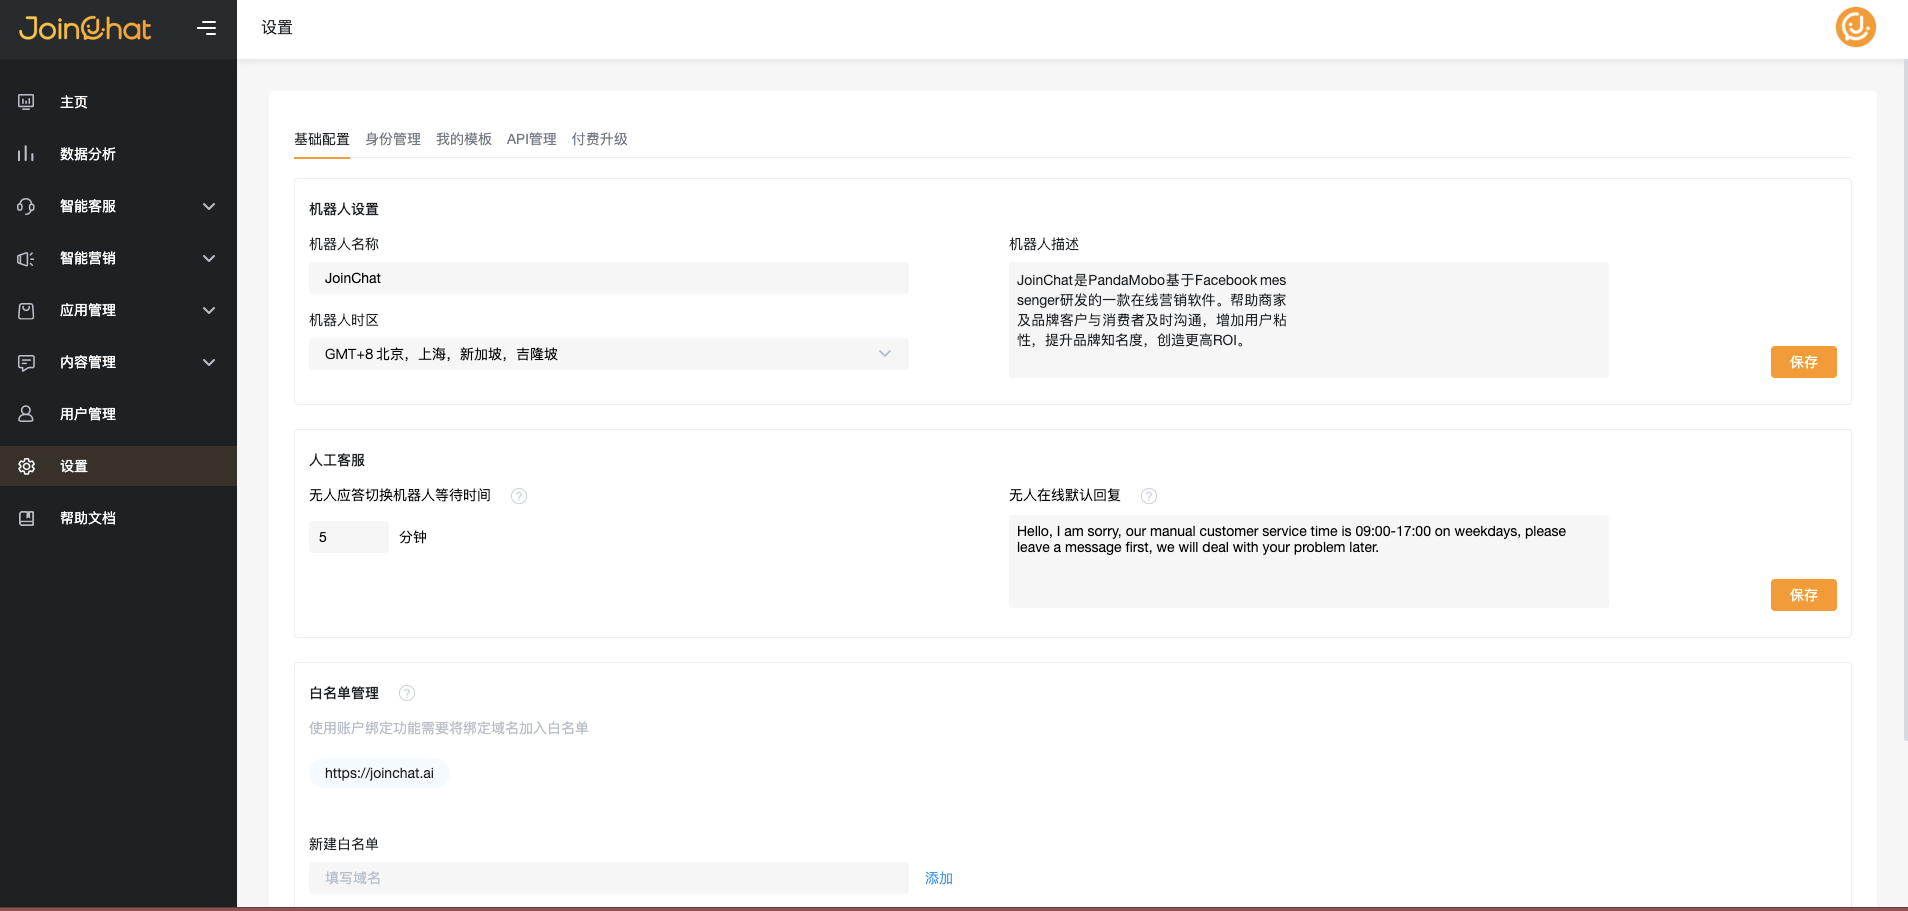 JoinChat
设置
主页
数据分析
智能客服
智能营销
应用管理
内容管理
用户管理
设置
帮助文档
基础配置 身份管理 我的模板 API管理 付费升级
机器人设置
机器人名称
JoinChat
机器人时区
GMT+8 北京，上海，新加坡，吉隆坡
机器人描述
JoinChat是PandaMobo基于Facebook mes
senger研发的一款在线营销软件。帮助商家
及品牌客户与消费者及时沟通，增加用户粘
性，提升品牌知名度，创造更高ROI。
保存
人工客服
无人应答切换机器人等待时间 ?
5 分钟
无人在线默认回复 ?
Hello, I am sorry, our manual customer service time is 09:00-17:00 on weekdays, please
leave a message first, we will deal with your problem later.
保存
白名单管理 ?
使用账户绑定功能需要将绑定域名加入白名单
https://joinchat.ai
新建白名单
填写域名 添加